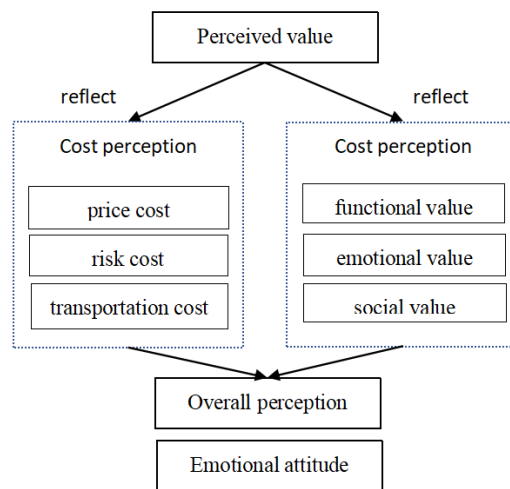 Perceived value
reflect
reflect
Cost perception
price cost
risk cost
transportation cost
Cost perception
functional value
emotional value
social value
Overall perception
Emotional attitude